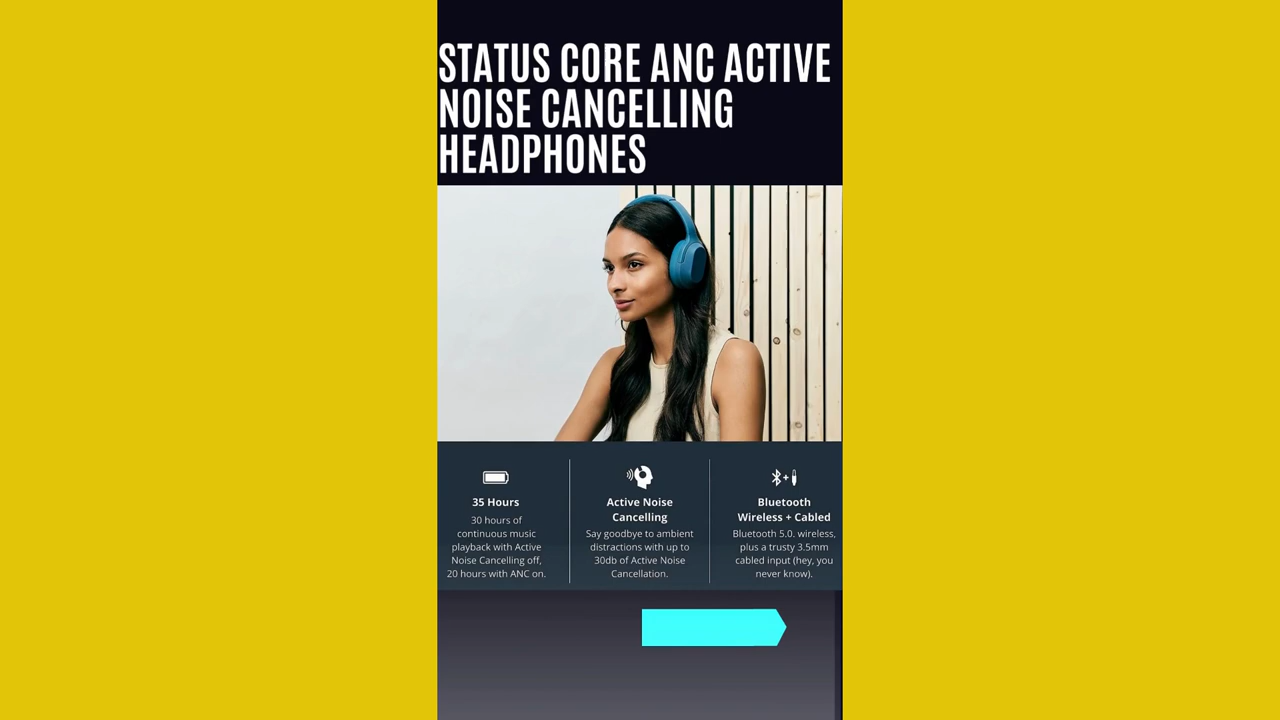 STATUS CORE ANC ACTIVE
NOISE CANCELLING
HEADPHONES
35 Hours
30 hours of
continuous music
playback with Active
Noise Cancelling off,
20 hours with ANC on.
Active Noise
Cancelling
Say goodbye to ambient
distractions with up to
30db of Active Noise
Cancellation.
Bluetooth
Wireless + Cabled
Bluetooth 5.0. wireless,
plus a trusty 3.5mm
cabled input (hey, you
never know).